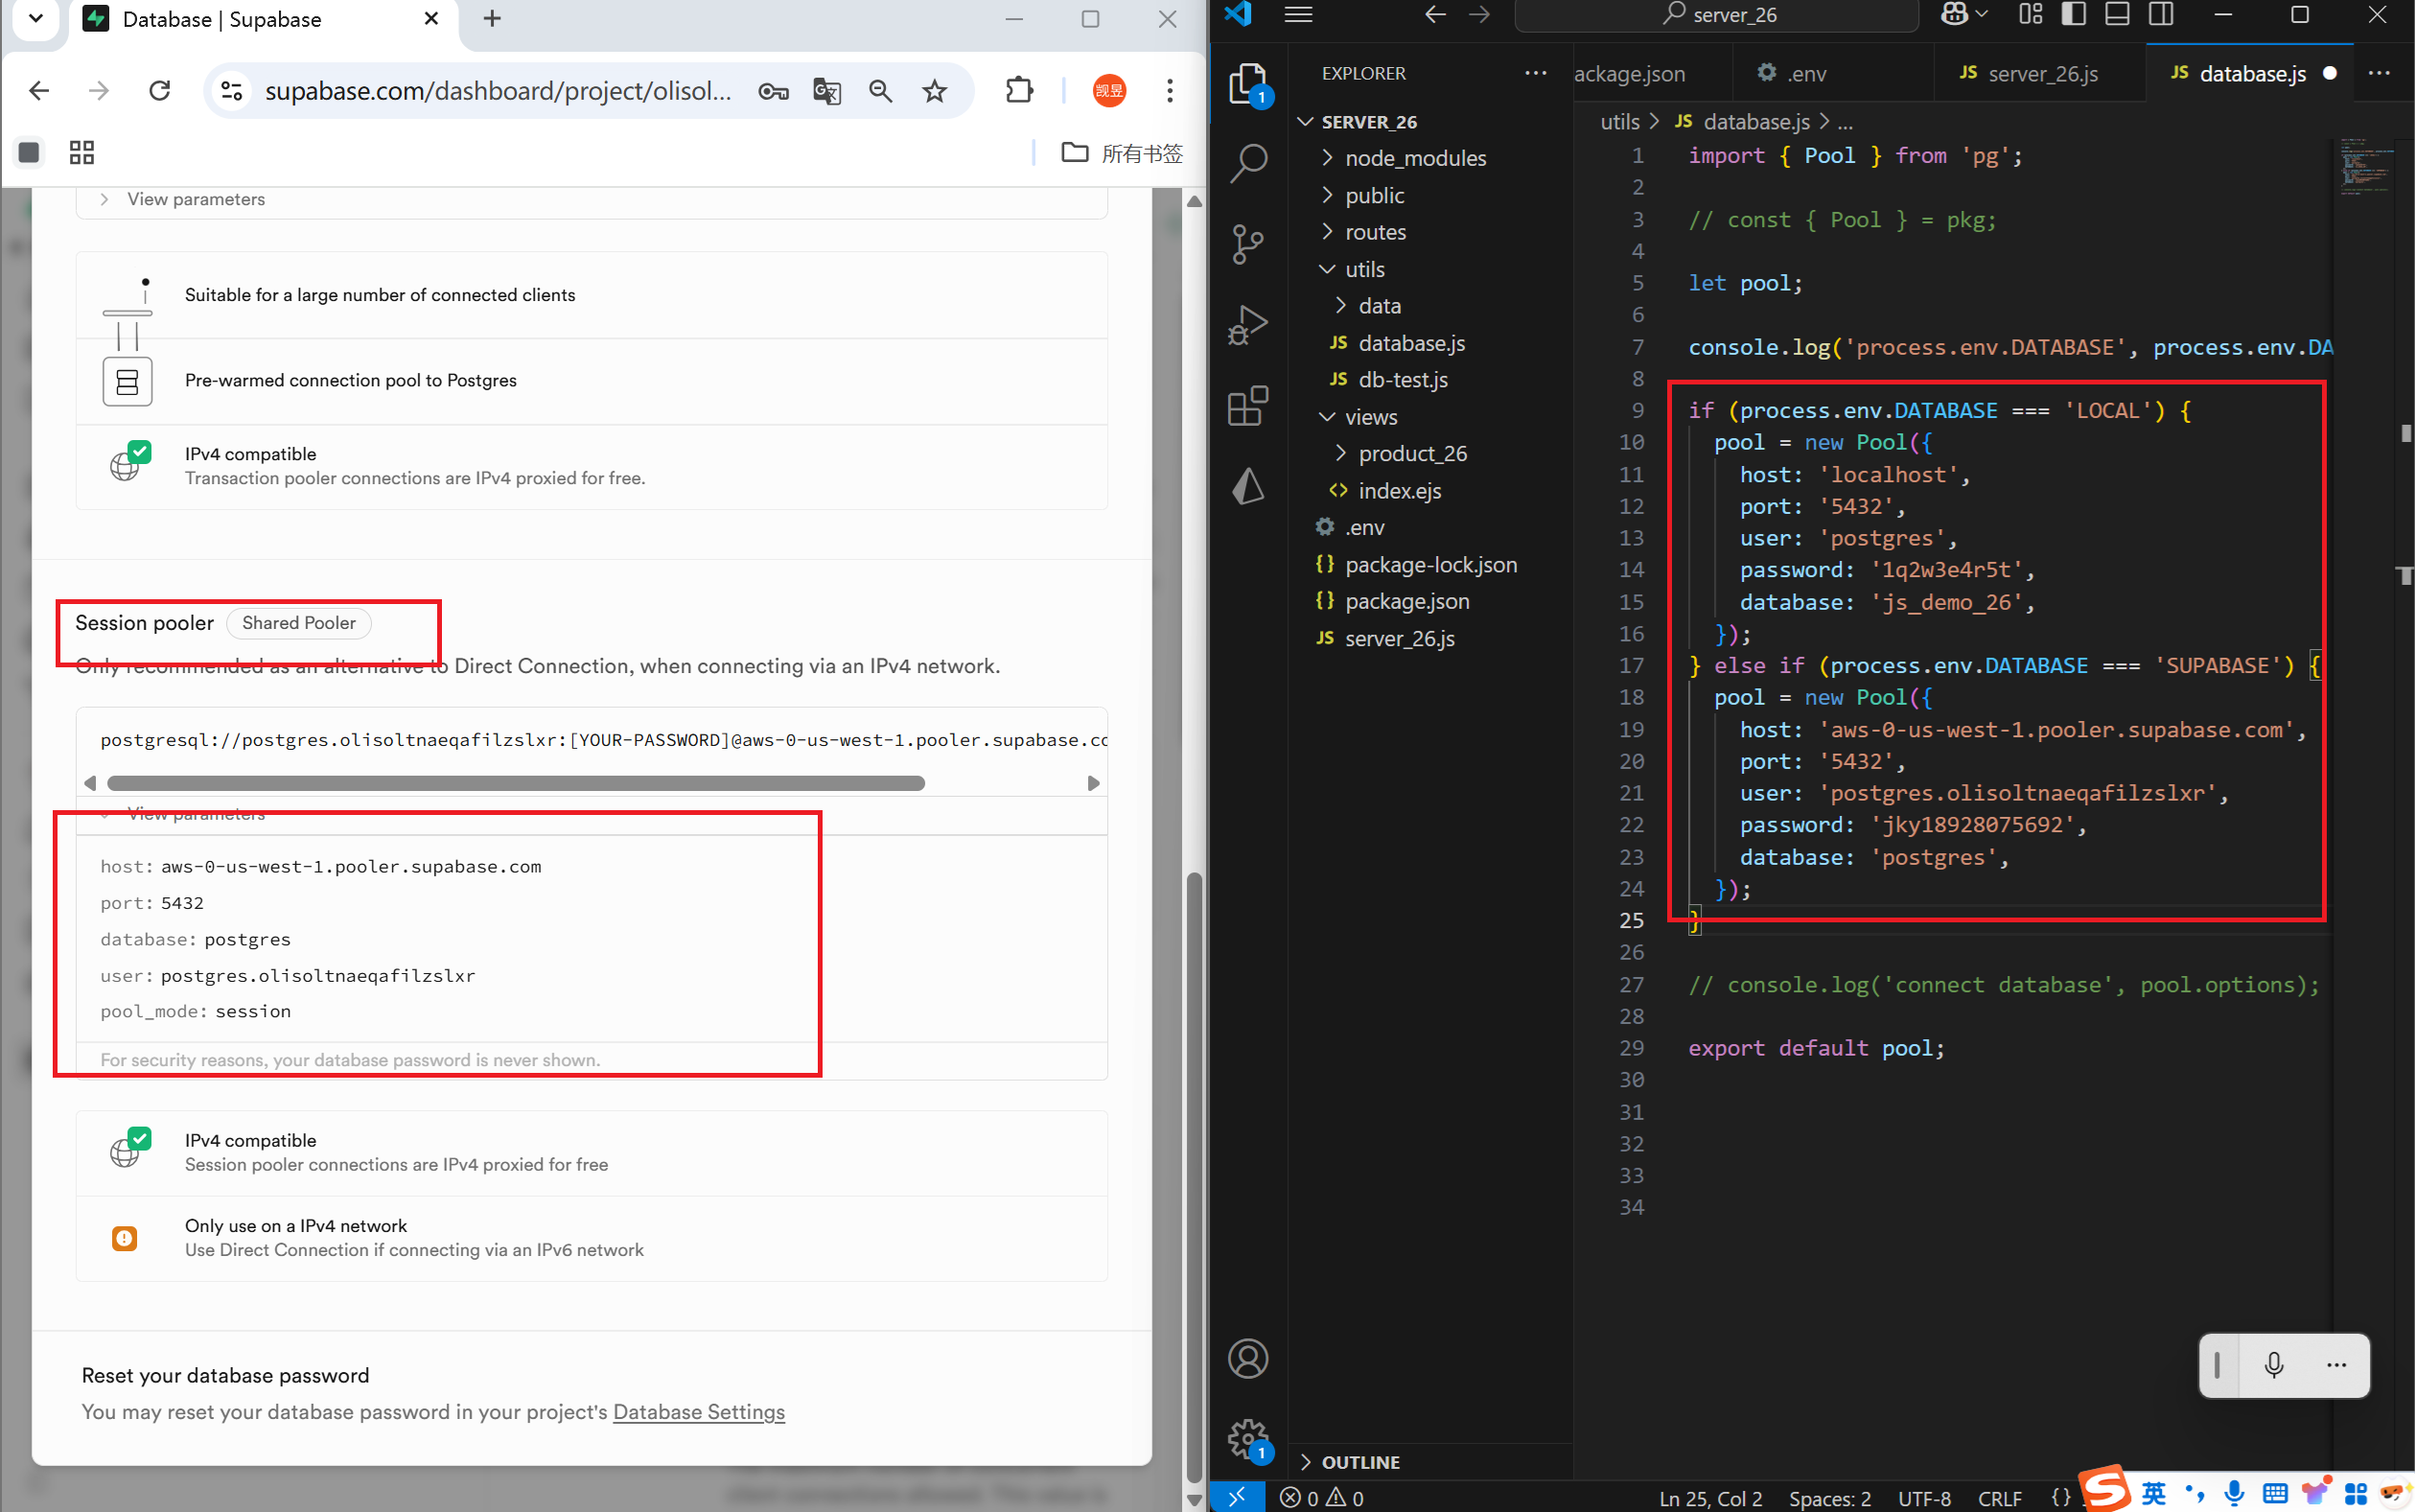 Database | Supabase
supabase.com/dashboard/project/olisol...
凯昱
所有书签
View parameters
Suitable for a large number of connected clients
Pre-warmed connection pool to Postgres
IPv4 compatible
Transaction pooler connections are IPv4 proxied for free.
Session pooler Shared Pooler
Only recommended as an alternative to Direct Connection, when connecting via an IPv4 network.
postgresql://postgres.olisoltnaeqafilzslxr:[YOUR-PASSWORD]@aws-0-us-west-1.pooler.supabase.co
View parameters
host: aws-0-us-west-1.pooler.supabase.com
port: 5432
database: postgres
user: postgres.olisoltnaeqafilzslxr
pool_mode: session
For security reasons, your database password is never shown.
IPv4 compatible
Session pooler connections are IPv4 proxied for free
Only use on a IPv4 network
Use Direct Connection if connecting via an IPv6 network
Reset your database password
You may reset your database password in your project's Database Settings
server_26
EXPLORER
1
SERVER_26
node_modules
public
routes
utils
data
JS database.js
JS db-test.js
views
product_26
<> index.ejs
.env
{} package-lock.json
{} package.json
JS server_26.js
OUTLINE
1
ackage.json
.env
JS server_26.js
JS database.js
utils > JS database.js > ...
1 import { Pool } from 'pg';
2
3 // const { Pool } = pkg;
4
5 let pool;
6
7 console.log('process.env.DATABASE', process.env.DA
8
9 if (process.env.DATABASE === 'LOCAL') {
10 pool = new Pool({
11 host: 'localhost',
12 port: '5432',
13 user: 'postgres',
14 password: '1q2w3e4r5t',
15 database: 'js_demo_26',
16 });
17 } else if (process.env.DATABASE === 'SUPABASE') {
18 pool = new Pool({
19 host: 'aws-0-us-west-1.pooler.supabase.com',
20 port: '5432',
21 user: 'postgres.olisoltnaeqafilzslxr',
22 password: 'jky18928075692',
23 database: 'postgres',
24 });
25 }
26
27 // console.log('connect database', pool.options);
28
29 export default pool;
30
31
32
33
34
0 0
Ln 25, Col 2
Spaces: 2
UTF-8
CRLF
{}
S 英